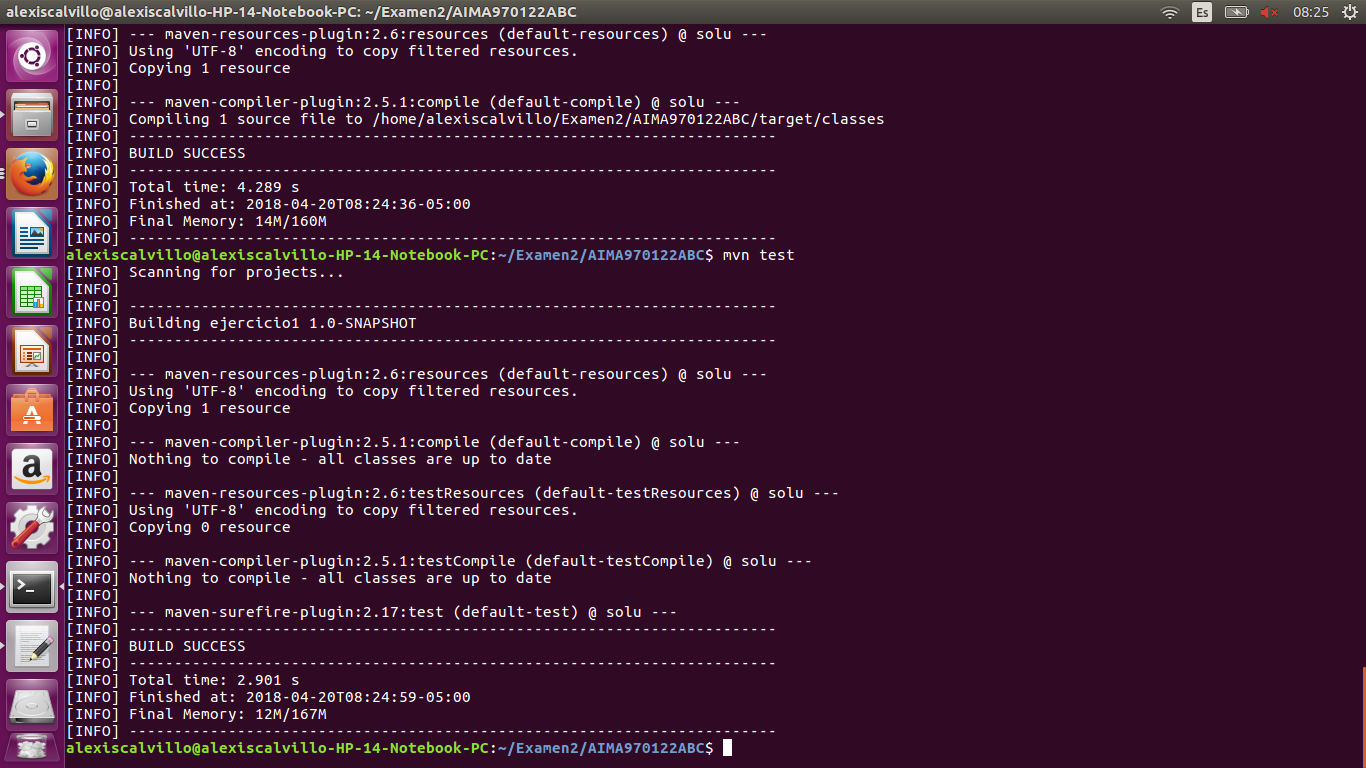 alexiscalvillo@alexiscalvillo-HP-14-Notebook-PC: ~/Examen2/AIMA970122ABC
Es
08:25
[INFO] --- maven-resources-plugin:2.6:resources (default-resources) @ solu ---
[INFO] Using 'UTF-8' encoding to copy filtered resources.
[INFO] Copying 1 resource
[INFO]
[INFO] --- maven-compiler-plugin:2.5.1:compile (default-compile) @ solu ---
[INFO] Compiling 1 source file to /home/alexiscalvillo/Examen2/AIMA970122ABC/target/classes
[INFO] ------------------------------------------------------------------------
[INFO] BUILD SUCCESS
[INFO] ------------------------------------------------------------------------
[INFO] Total time: 4.289 s
[INFO] Finished at: 2018-04-20T08:24:36-05:00
[INFO] Final Memory: 14M/160M
[INFO] ------------------------------------------------------------------------
alexiscalvillo@alexiscalvillo-HP-14-Notebook-PC:~/Examen2/AIMA970122ABC$ mvn test
[INFO] Scanning for projects...
[INFO]
[INFO] ------------------------------------------------------------------------
[INFO] Building ejercicio1 1.0-SNAPSHOT
[INFO] ------------------------------------------------------------------------
[INFO]
[INFO] --- maven-resources-plugin:2.6:resources (default-resources) @ solu ---
[INFO] Using 'UTF-8' encoding to copy filtered resources.
[INFO] Copying 1 resource
[INFO]
[INFO] --- maven-compiler-plugin:2.5.1:compile (default-compile) @ solu ---
[INFO] Nothing to compile - all classes are up to date
[INFO]
[INFO] --- maven-resources-plugin:2.6:testResources (default-testResources) @ solu ---
[INFO] Using 'UTF-8' encoding to copy filtered resources.
[INFO] Copying 0 resource
[INFO]
[INFO] --- maven-compiler-plugin:2.5.1:testCompile (default-testCompile) @ solu ---
[INFO] Nothing to compile - all classes are up to date
[INFO]
[INFO] --- maven-surefire-plugin:2.17:test (default-test) @ solu ---
[INFO] ------------------------------------------------------------------------
[INFO] BUILD SUCCESS
[INFO] ------------------------------------------------------------------------
[INFO] Total time: 2.901 s
[INFO] Finished at: 2018-04-20T08:24:59-05:00
[INFO] Final Memory: 12M/167M
[INFO] ------------------------------------------------------------------------
alexiscalvillo@alexiscalvillo-HP-14-Notebook-PC:~/Examen2/AIMA970122ABC$